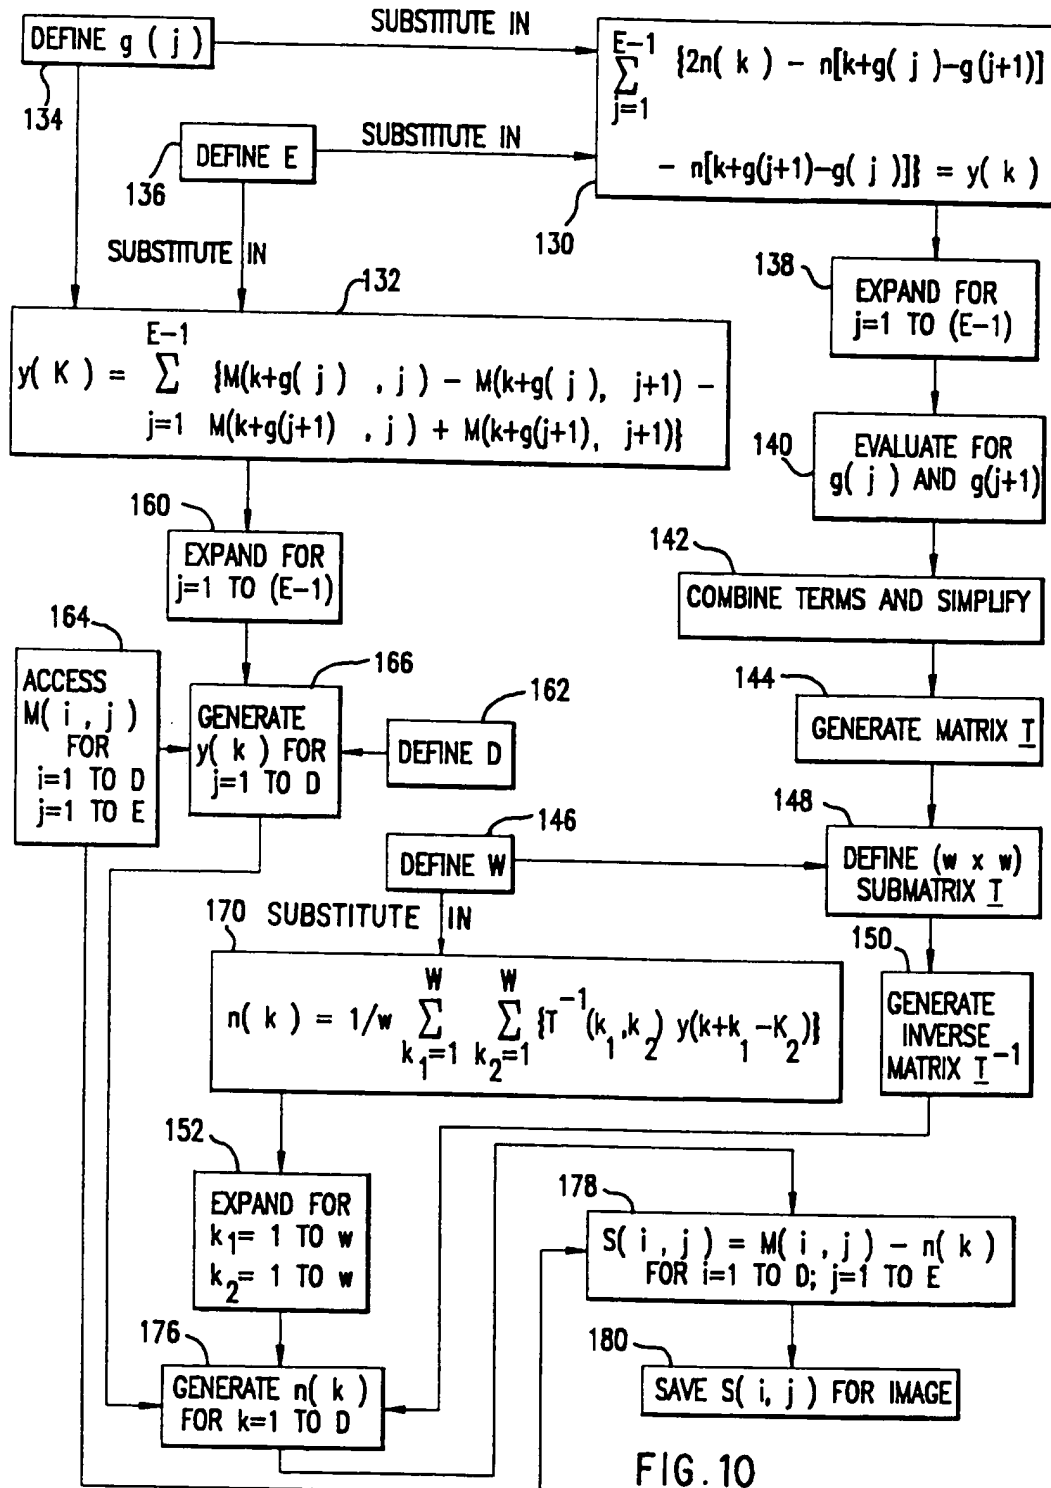 DEFINE g ( j )
SUBSTITUTE IN
134
E-1
Σ {2n( k ) - n[k+g( j )-g(j+1)]
j=1
- n[k+g(j+1)-g( j )]} = y( k )
130
DEFINE E
SUBSTITUTE IN
136
SUBSTITUTE IN
132
E-1
y( K ) = Σ {M(k+g( j ) , j ) - M(k+g( j ), j+1) -
j=1 M(k+g(j+1) , j ) + M(k+g(j+1), j+1)}
138
EXPAND FOR
j=1 TO (E-1)
140
EVALUATE FOR
g( j ) AND g(j+1)
160
EXPAND FOR
j=1 TO (E-1)
142
COMBINE TERMS AND SIMPLIFY
164
ACCESS
M( i , j )
FOR
i=1 TO D
j=1 TO E
166
GENERATE
y( k ) FOR
j=1 TO D
162
DEFINE D
144
GENERATE MATRIX T
146
DEFINE W
148
DEFINE (w x w)
SUBMATRIX T
170 SUBSTITUTE IN
W W
n( k ) = 1/w Σ Σ {T⁻¹(k₁,k₂) y(k+k₁-K₂)}
k₁=1 k₂=1
150
GENERATE
INVERSE
MATRIX T⁻¹
152
EXPAND FOR
k₁= 1 TO w
k₂= 1 TO w
178
S( i , j ) = M( i , j ) - n( k )
FOR i=1 TO D; j=1 TO E
176
GENERATE n( k )
FOR k=1 TO D
180
SAVE S( i, j ) FOR IMAGE
FIG.10